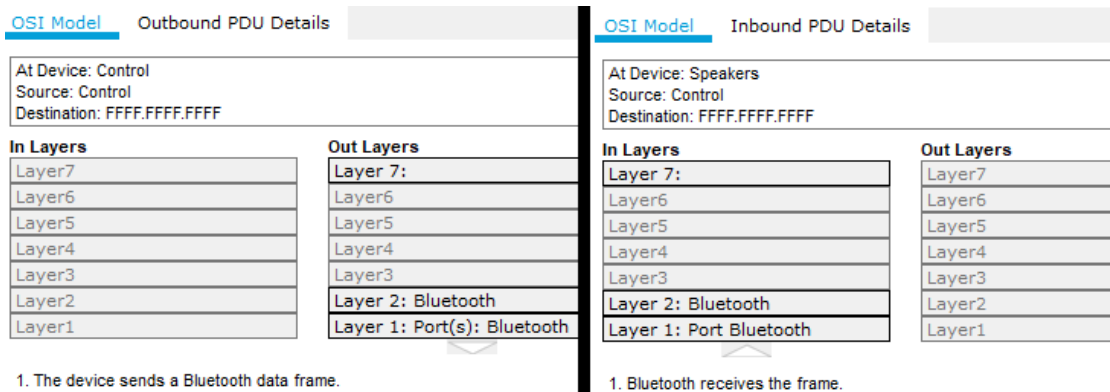 OSI Model Outbound PDU Details
At Device: Control
Source: Control
Destination: FFFF.FFFF.FFFF
In Layers Out Layers
Layer7 Layer 7:
Layer6 Layer6
Layer5 Layer5
Layer4 Layer4
Layer3 Layer3
Layer2 Layer 2: Bluetooth
Layer1 Layer 1: Port(s): Bluetooth
1. The device sends a Bluetooth data frame.
OSI Model Inbound PDU Details
At Device: Speakers
Source: Control
Destination: FFFF.FFFF.FFFF
In Layers Out Layers
Layer 7: Layer7
Layer6 Layer6
Layer5 Layer5
Layer4 Layer4
Layer3 Layer3
Layer 2: Bluetooth Layer2
Layer 1: Port Bluetooth Layer1
1. Bluetooth receives the frame.